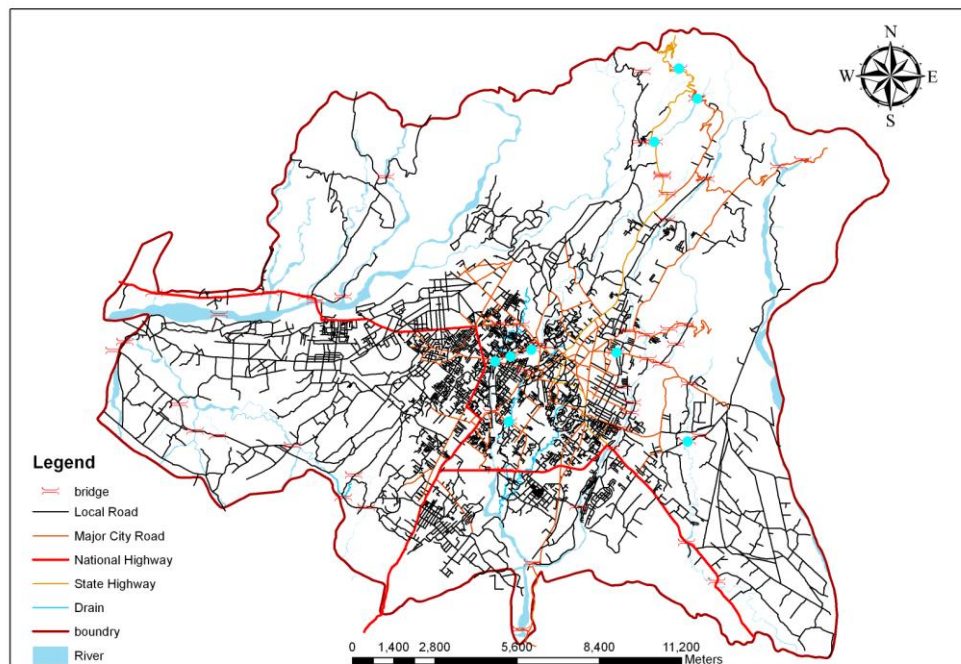 N
W E
S
Legend
bridge
Local Road
Major City Road
National Highway
State Highway
Drain
boundry
River
0 1,400 2,800 5,600 8,400 11,200
Meters